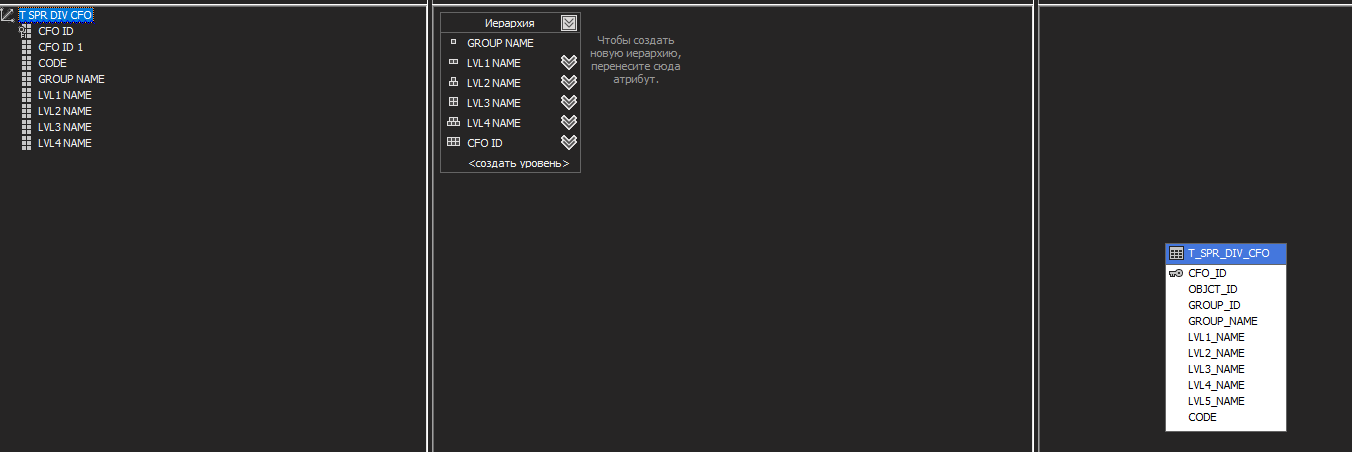 T SPR DIV CFO
CFO ID
CFO ID 1
CODE
GROUP NAME
LVL1 NAME
LVL2 NAME
LVL3 NAME
LVL4 NAME
Иерархия
GROUP NAME
LVL1 NAME
LVL2 NAME
LVL3 NAME
LVL4 NAME
CFO ID
<создать уровень>
Чтобы создать
новую иерархию,
перенесите сюда
атрибут.
T_SPR_DIV_CFO
CFO_ID
OBJCT_ID
GROUP_ID
GROUP_NAME
LVL1_NAME
LVL2_NAME
LVL3_NAME
LVL4_NAME
LVL5_NAME
CODE